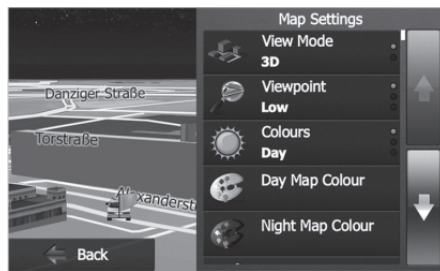 Map Settings
View Mode
3D
Viewpoint
Low
Colours
Day
Day Map Colour
Night Map Colour
Danziger Straße
Torstraße
Alexanderst
Back